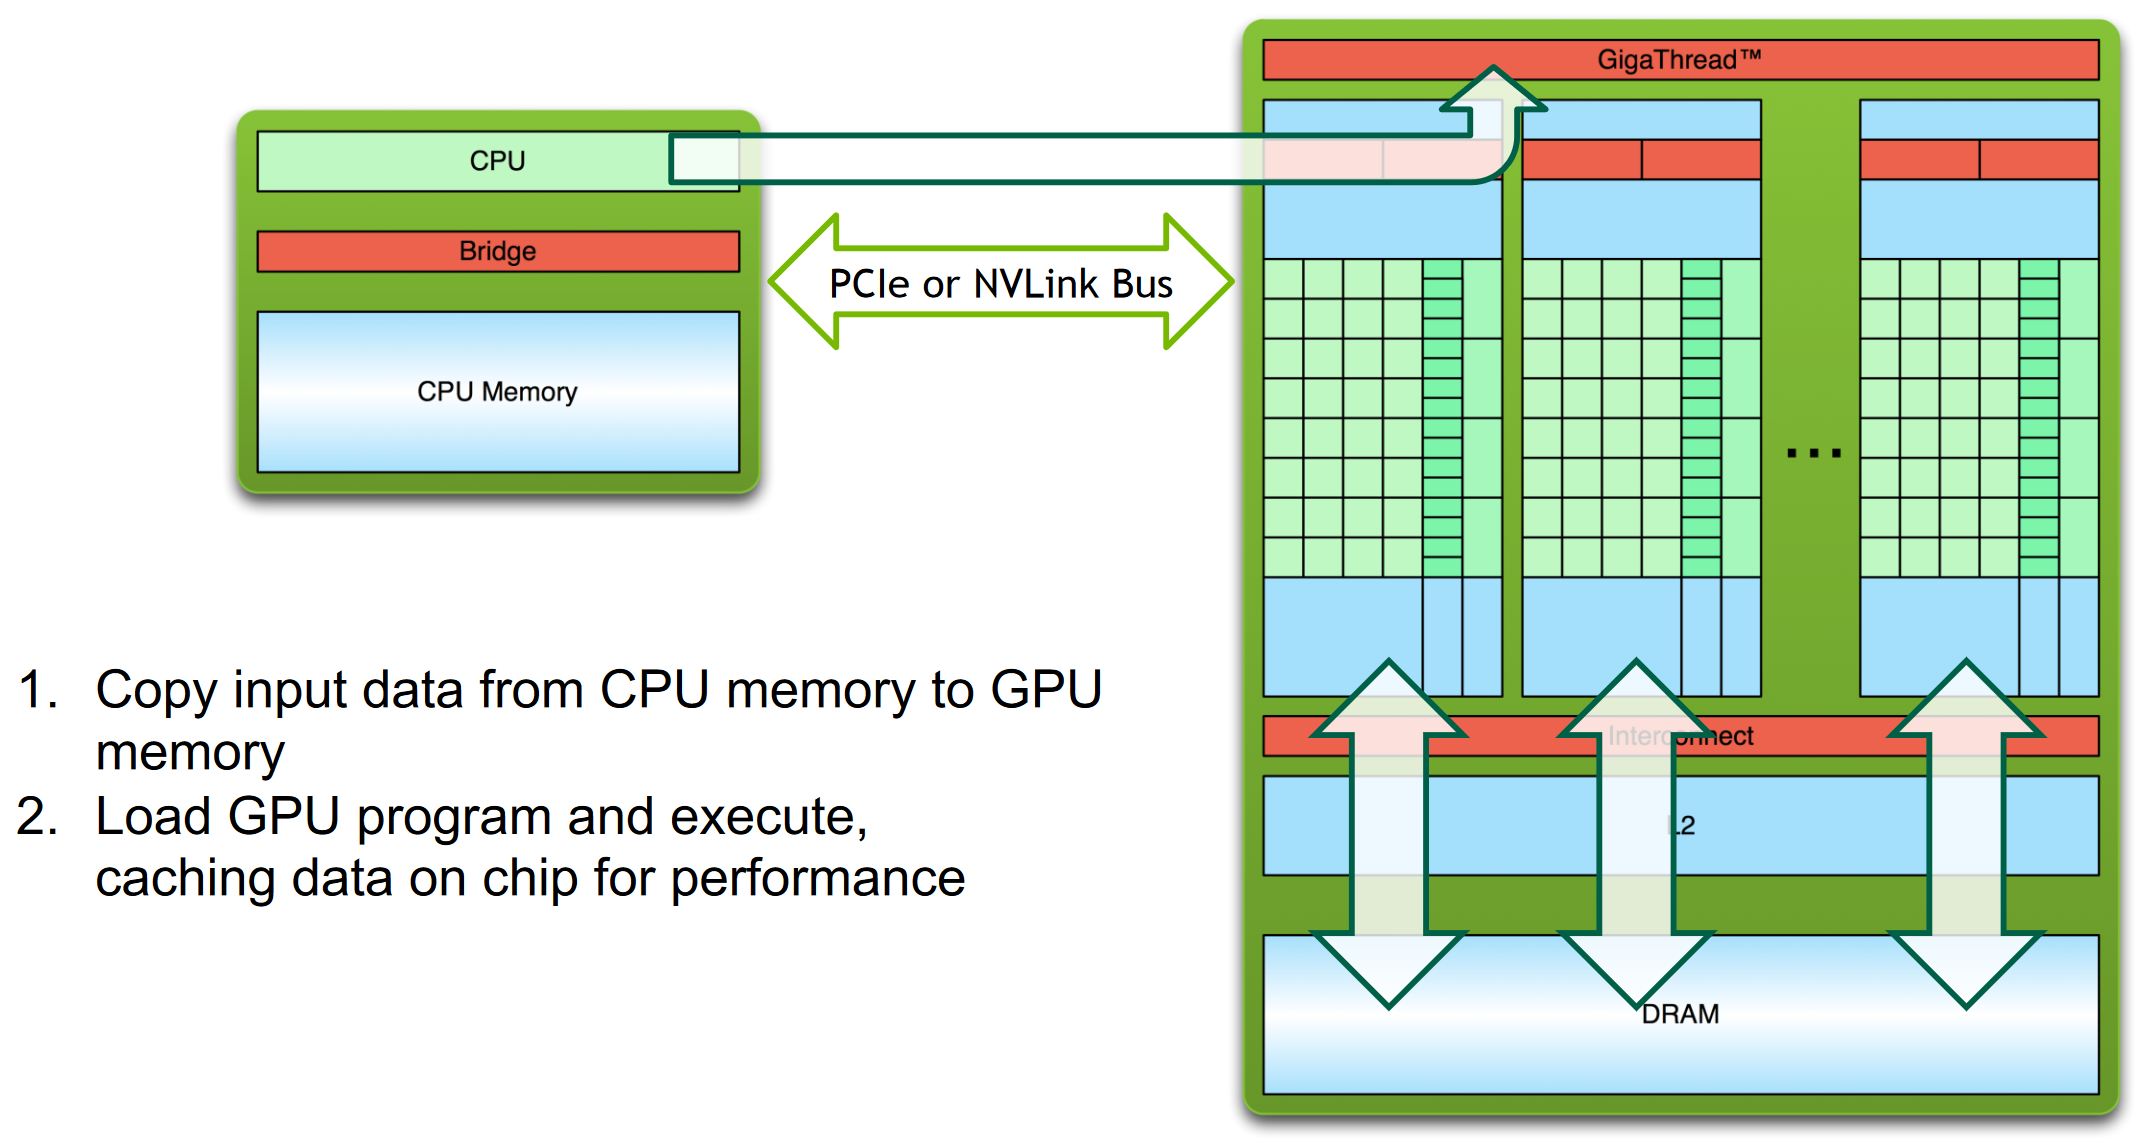 GigaThread™
CPU
Bridge
PCIe or NVLink Bus
CPU Memory
...
1. Copy input data from CPU memory to GPU
memory
2. Load GPU program and execute,
caching data on chip for performance
Interconnect
L2
DRAM